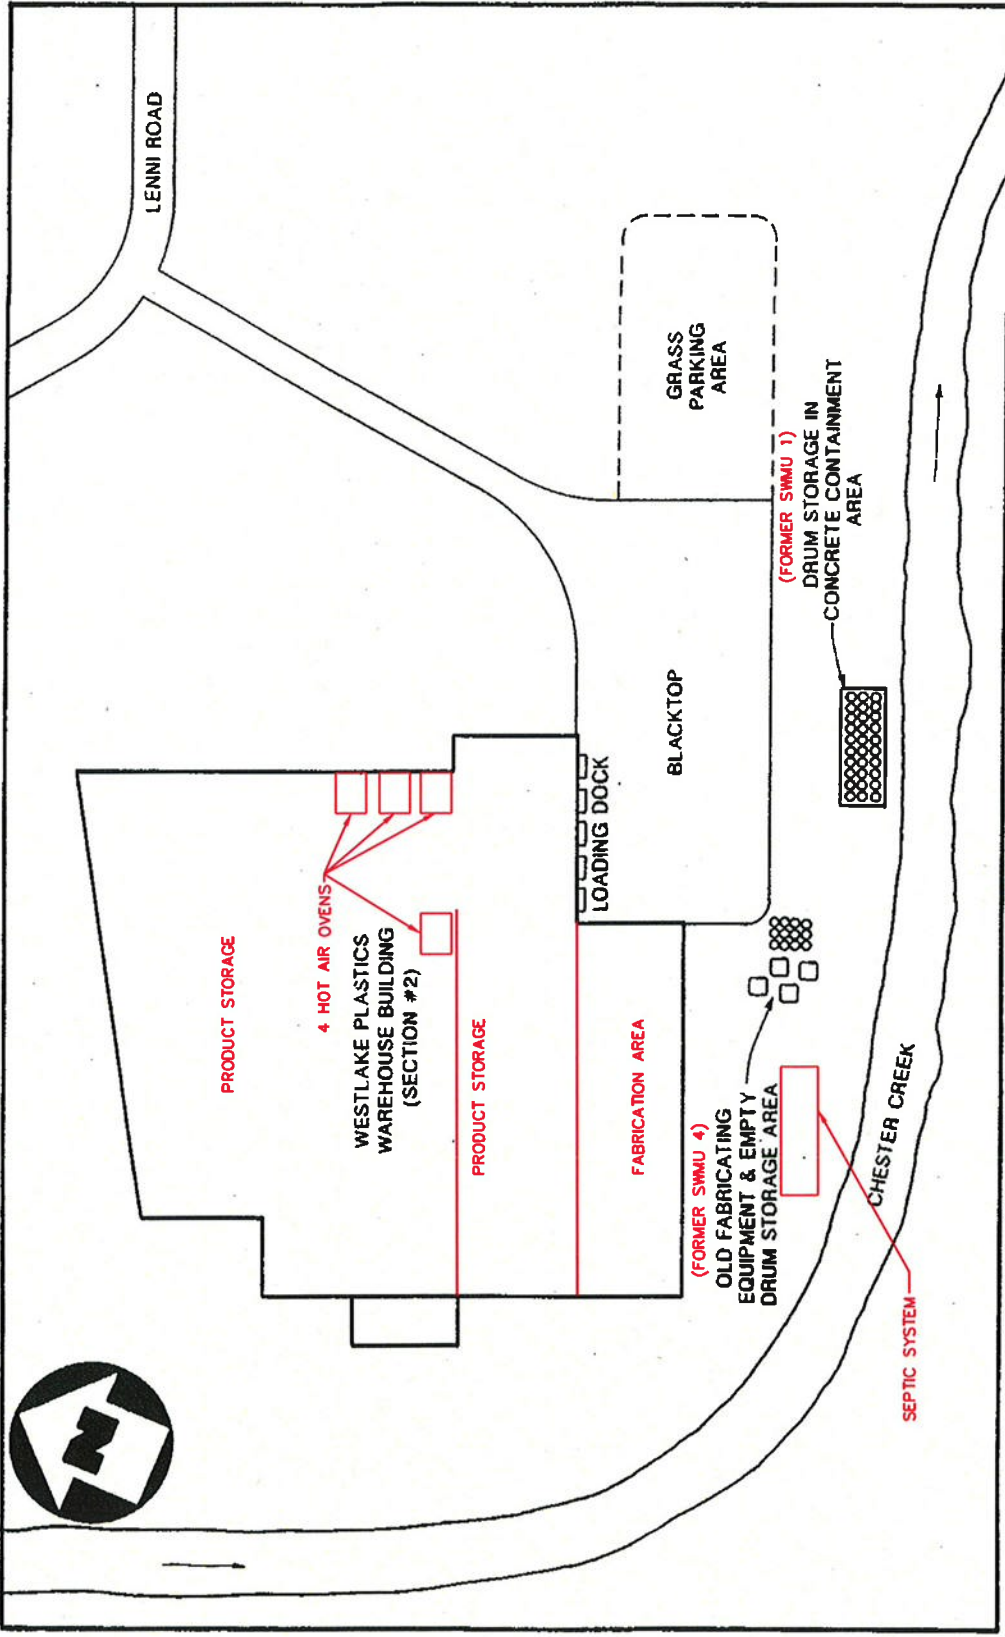 LENNI ROAD
PRODUCT STORAGE
4 HOT AIR OVENS
WESTLAKE PLASTICS
WAREHOUSE BUILDING
(SECTION #2)
PRODUCT STORAGE
FABRICATION AREA
LOADING DOCK
BLACKTOP
GRASS
PARKING
AREA
(FORMER SWMU 1)
DRUM STORAGE IN
CONCRETE CONTAINMENT
AREA
(FORMER SWMU 4)
OLD FABRICATING
EQUIPMENT & EMPTY
DRUM STORAGE AREA
CHESTER CREEK
SEPTIC SYSTEM
N